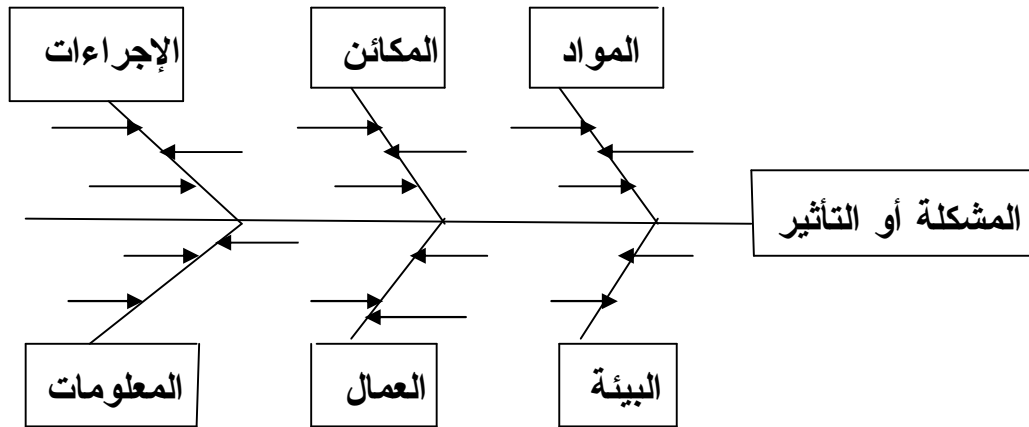 المواد
المكائن
الإجراءات
المشكلة أو التأثير
البيئة
العمال
المعلومات